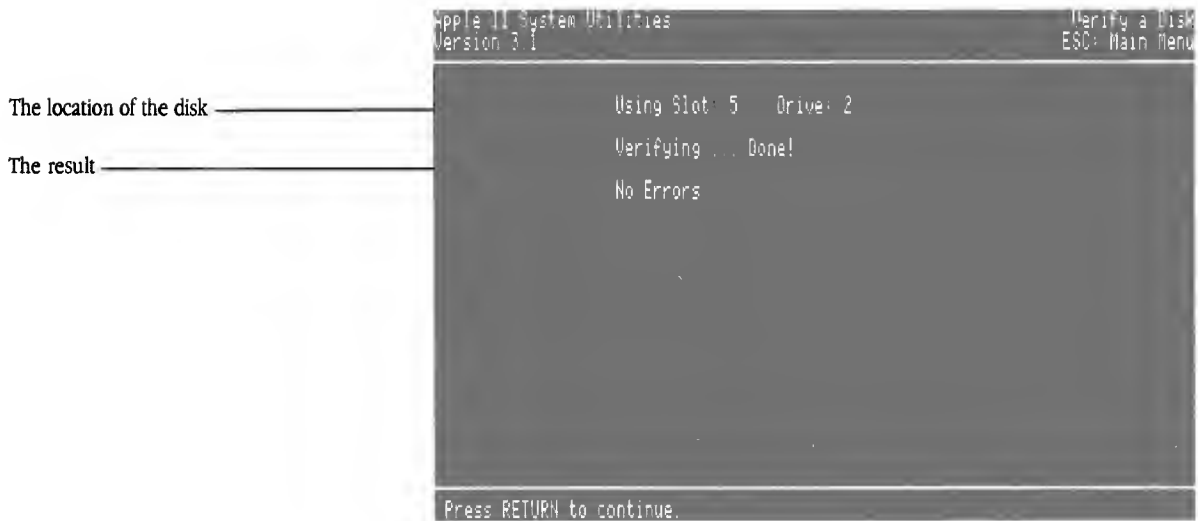 Apple II System Utilities
Verify a Disk
Version 3.1
ESC: Main Menu
The location of the disk
Using Slot: 5 Drive: 2
Verifying ... Done!
The result
No Errors
Press RETURN to continue.